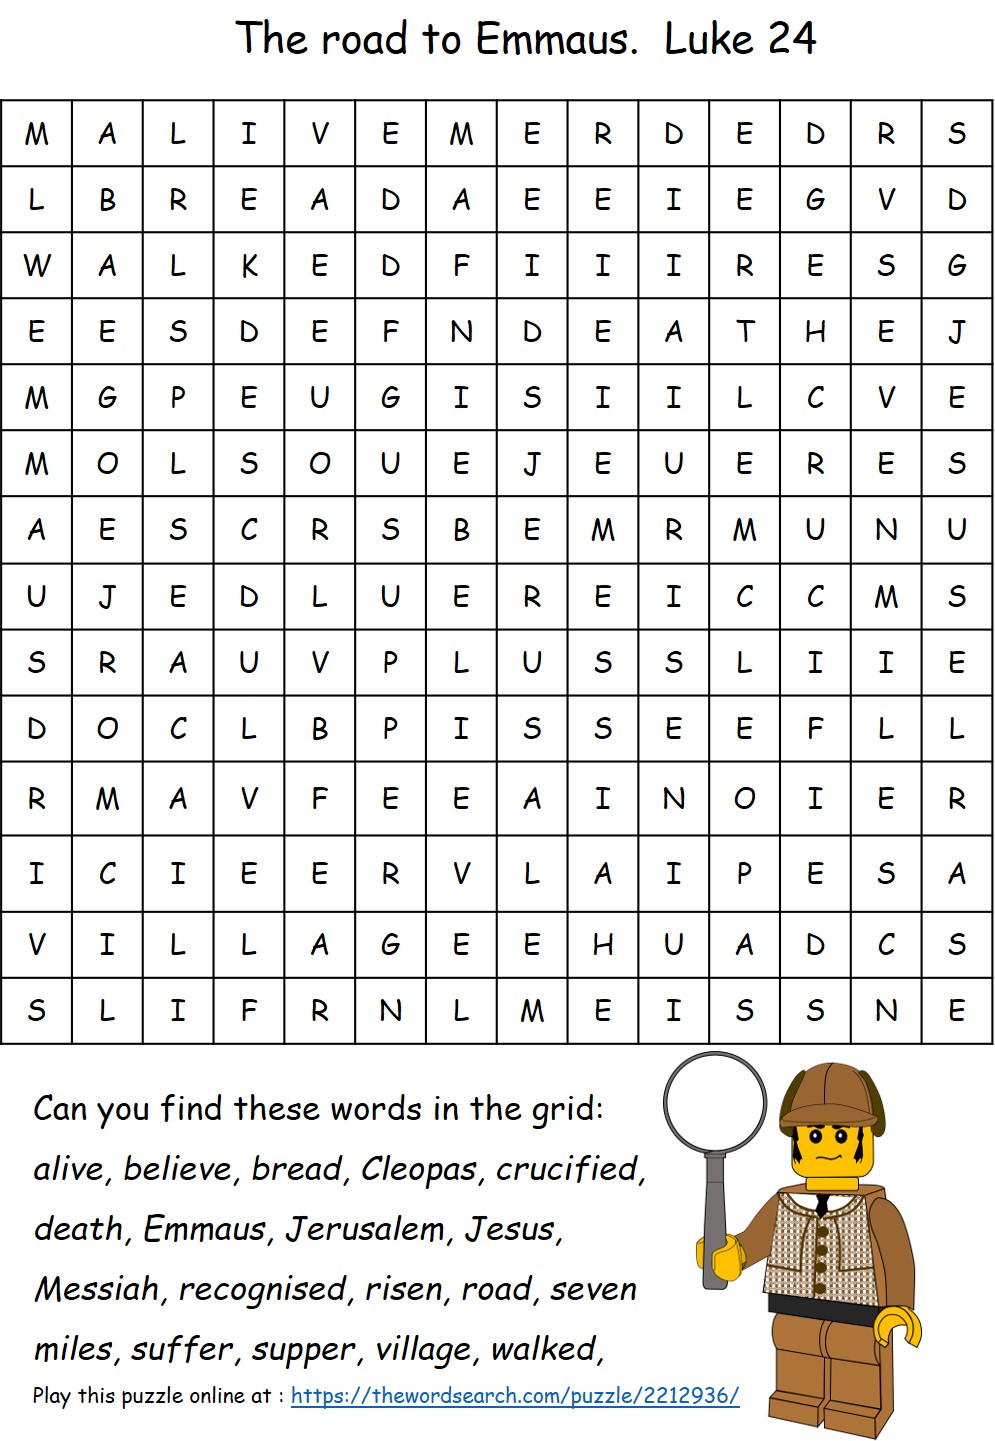 The road to Emmaus.  Luke 24
M A L I V E M E R D E D R S
L B R E A D A E E I E G V D
W A L K E D F I I I R E S G
E E S D E F N D E A T H E J
M G P E U G I S I I L C V E
M O L S O U E J E U E R E S
A E S C R S B E M R M U N U
U J E D L U E R E I C C M S
S R A U V P L U S S L I I E
D O C L B P I S S E E F L L
R M A V F E E A I N O I E R
I C I E E R V L A I P E S A
V I L L A G E E H U A D C S
S L I F R N L M E I S S N E
Can you find these words in the grid:
alive, believe, bread, Cleopas, crucified,
death, Emmaus, Jerusalem, Jesus,
Messiah, recognised, risen, road, seven
miles, suffer, supper, village, walked,
Play this puzzle online at : https://thewordsearch.com/puzzle/2212936/